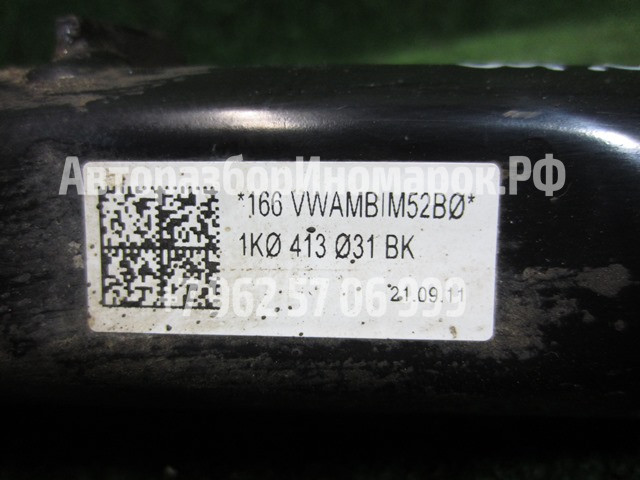 АвторазборИномарок.РФ
*166 VWAMBIM52BØ*
1KØ 413 Ø31 BK
21.09.11
+7 962 57 06 999